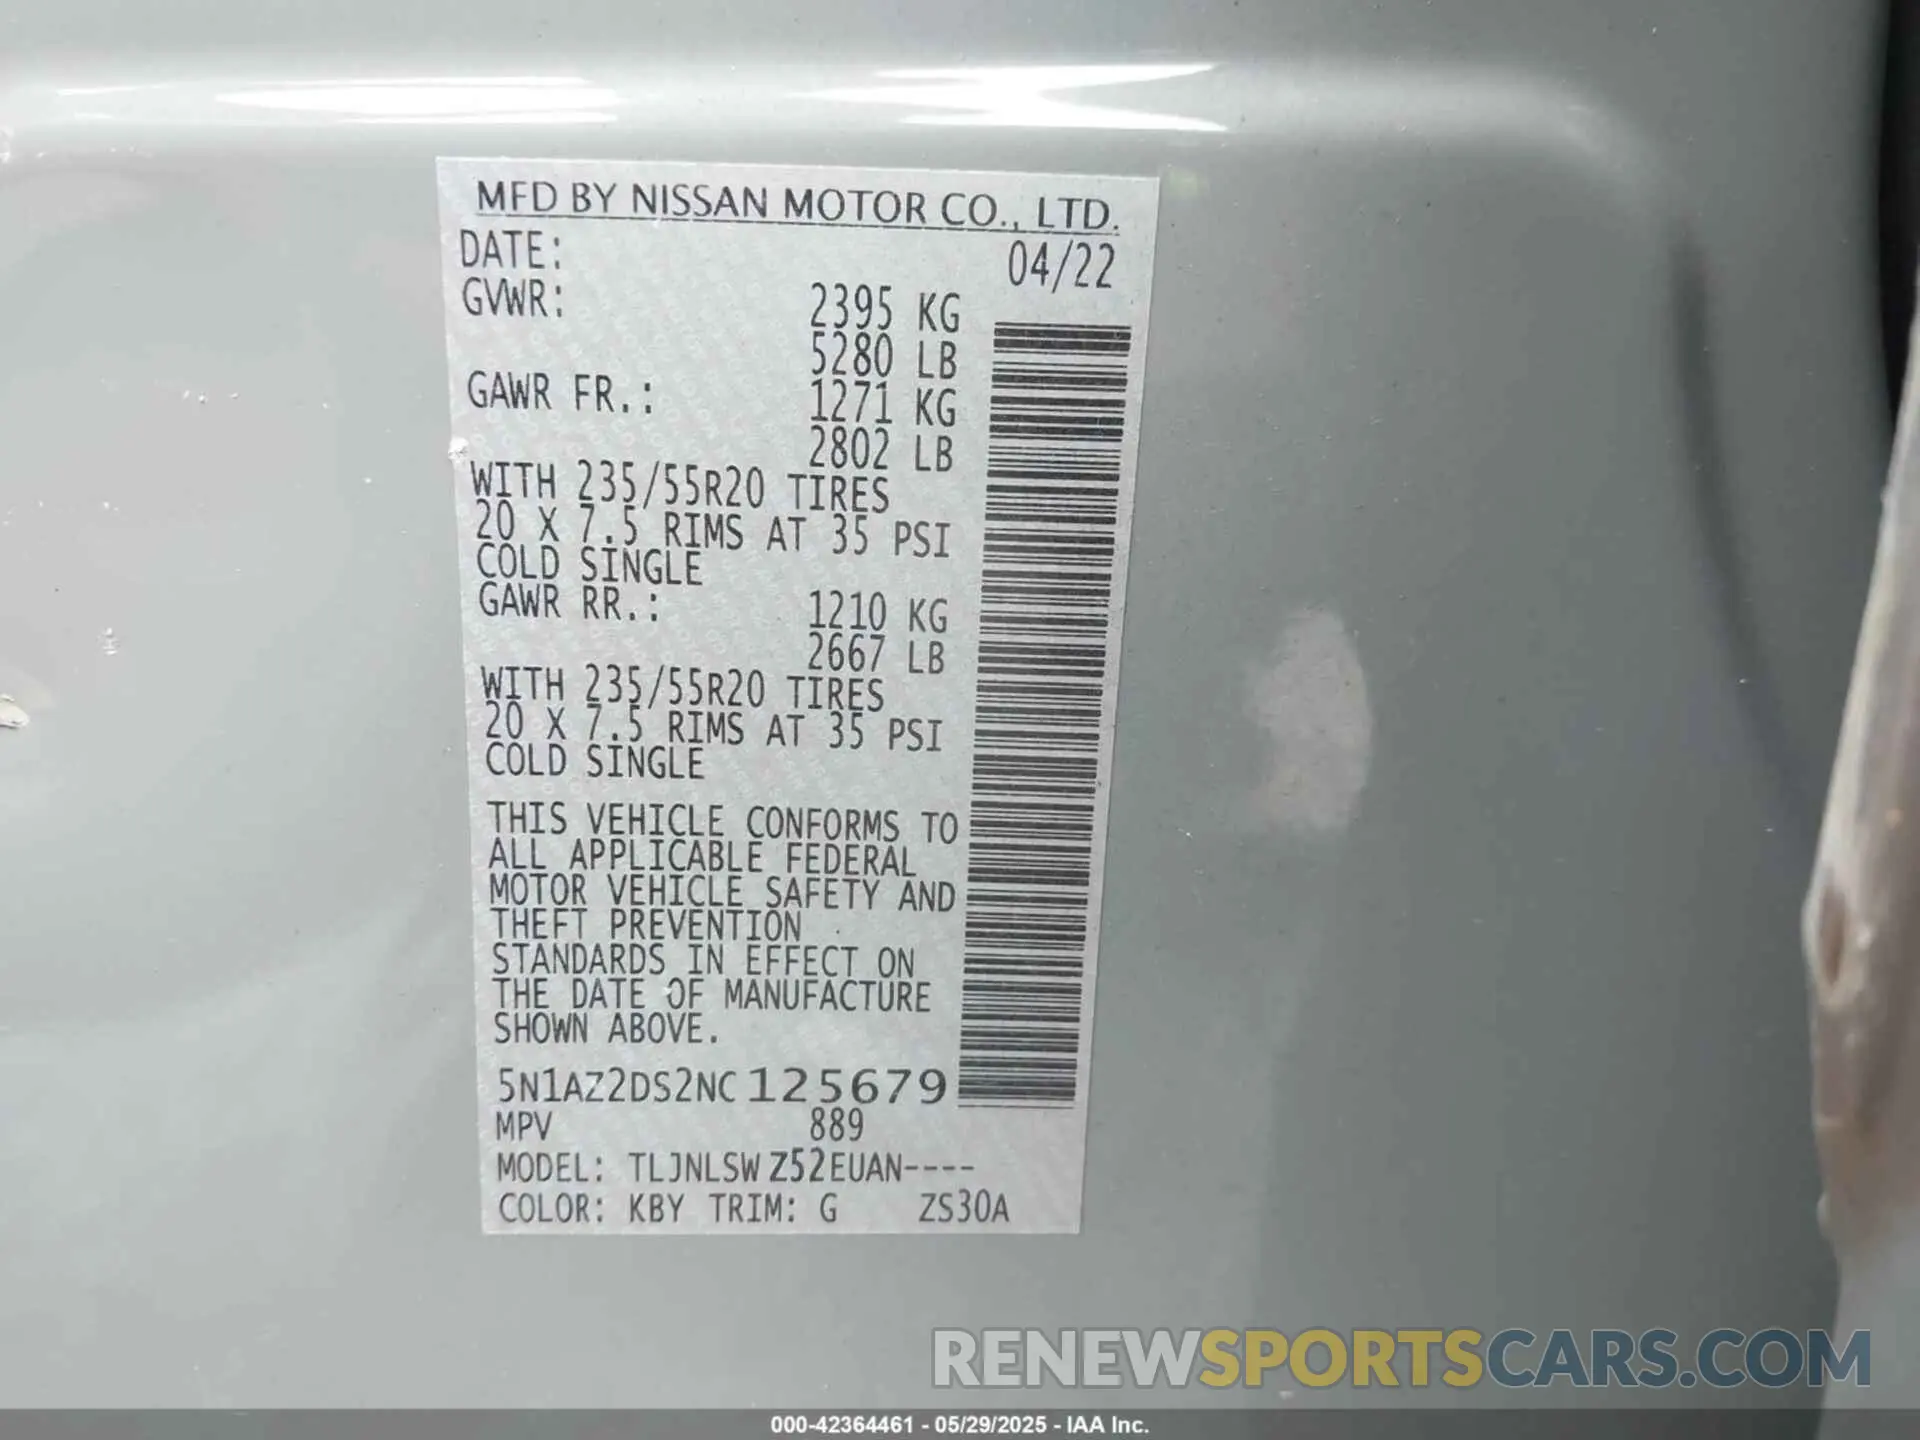 MFD BY NISSAN MOTOR CO., LTD.
DATE: 04/22
GVWR: 2395 KG
5280 LB
GAWR FR.: 1271 KG
2802 LB
WITH 235/55R20 TIRES
20 X 7.5 RIMS AT 35 PSI
COLD SINGLE
GAWR RR.: 1210 KG
2667 LB
WITH 235/55R20 TIRES
20 X 7.5 RIMS AT 35 PSI
COLD SINGLE
THIS VEHICLE CONFORMS TO
ALL APPLICABLE FEDERAL
MOTOR VEHICLE SAFETY AND
THEFT PREVENTION
STANDARDS IN EFFECT ON
THE DATE OF MANUFACTURE
SHOWN ABOVE.
5N1AZ2DS2NC125679
MPV 889
MODEL: TLJNLSWZ52EUAN----
COLOR: KBY TRIM: G ZS30A
RENEWSPORTSCARS.COM
000-42364461 - 05/29/2025 - IAA Inc.